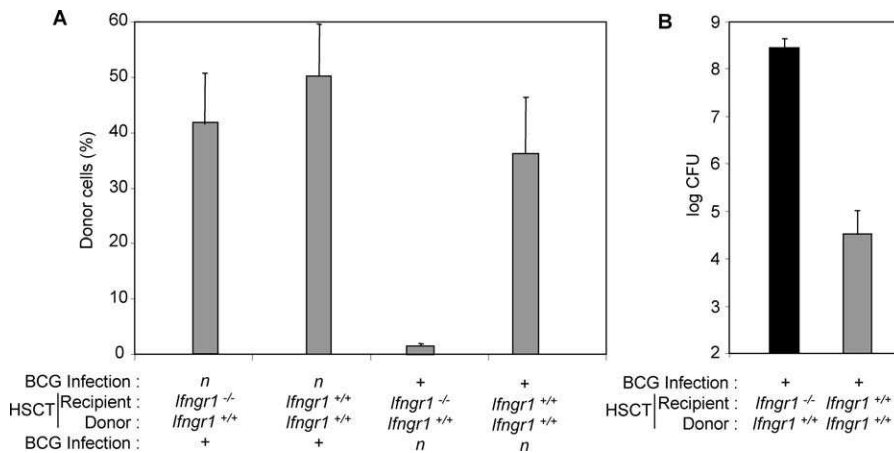 A
60
50
40
30
20
10
0
Donor cells (%)
BCG Infection : n n + +
HSCT Recipient : Ifngr1 -/- Ifngr1 +/+ Ifngr1 -/- Ifngr1 +/+
Donor : Ifngr1 +/+ Ifngr1 +/+ Ifngr1 +/+ Ifngr1 +/+
BCG Infection : + + n n
B
9
8
7
6
5
4
3
2
log CFU
BCG Infection : + +
HSCT Recipient : Ifngr1 -/- Ifngr1 +/+
Donor : Ifngr1 +/+ Ifngr1 +/+